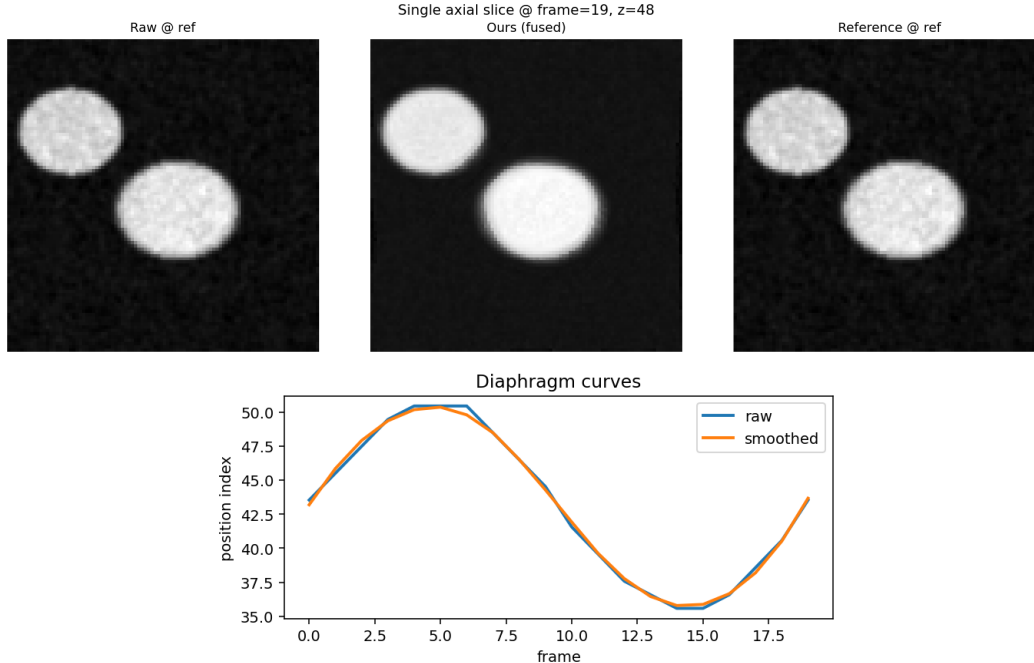 Single axial slice @ frame=19, z=48
Raw @ ref
Ours (fused)
Reference @ ref
Diaphragm curves
raw
smoothed
position index
50.0
47.5
45.0
42.5
40.0
37.5
35.0
0.0 2.5 5.0 7.5 10.0 12.5 15.0 17.5
frame